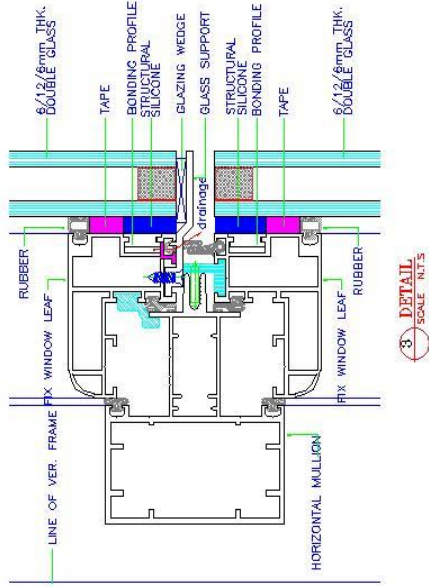 6/12/6mm THK.
DOUBLE GLASS
TAPE
BONDING PROFILE
STRUCTURAL
SILICONE
GLAZING WEDGE
GLASS SUPPORT
STRUCTURAL
SILICONE
BONDING PROFILE
TAPE
6/12/6mm THK.
DOUBLE GLASS
drainage
RUBBER
FIX WINDOW LEAF
LINE OF VER. FRAME
HORIZONTAL MULLION
FIX WINDOW LEAF
RUBBER
3 DETAIL
SCALE N.T.S